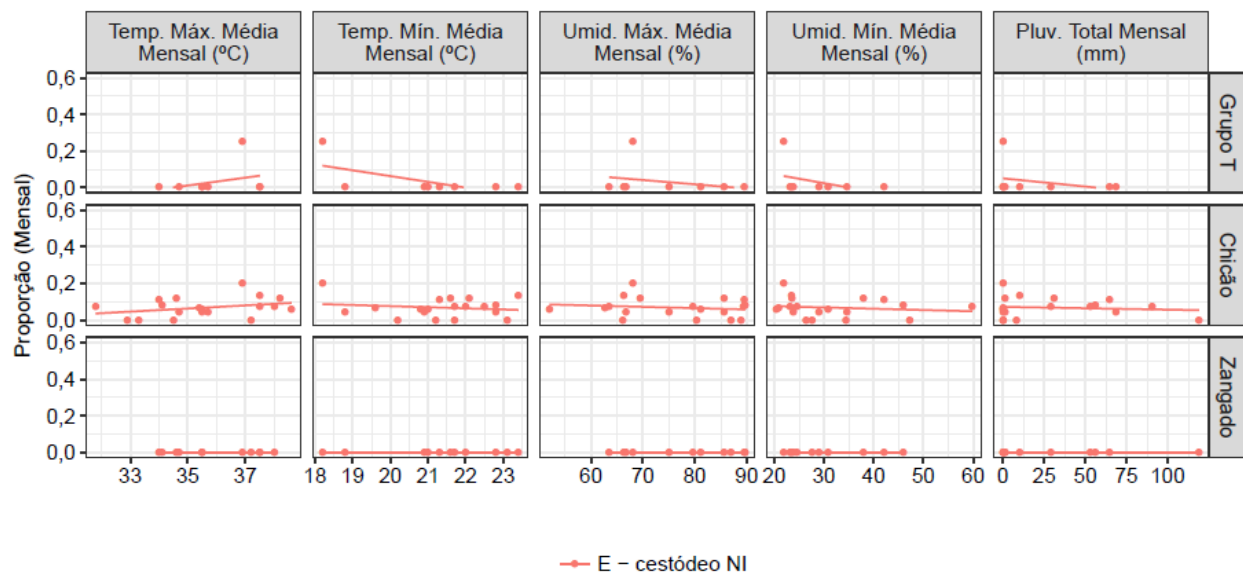 Temp. Máx. Média
Mensal (ºC)
Temp. Mín. Média
Mensal (ºC)
Umid. Máx. Média
Mensal (%)
Umid. Mín. Média
Mensal (%)
Pluv. Total Mensal
(mm)
Proporção (Mensal)
0,6
0,4
0,2
0,0
Grupo T
0,6
0,4
0,2
0,0
Chicão
0,6
0,4
0,2
0,0
Zangado
33 35 37
18 19 20 21 22 23
60 70 80 90
20 30 40 50 60
0 25 50 75 100
E − cestódeo NI